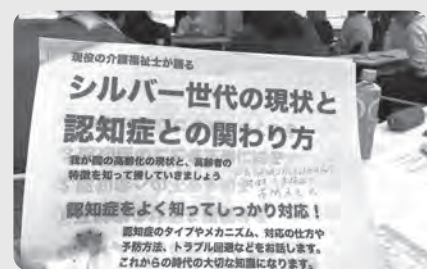 現役の介護福祉士が語る
シルバー世代の現状と
認知症との関わり方
我が国の高齢化の現状と、高齢者の
特徴を知って接していきましょう
認知症をよく知ってしっかり対応！
認知症のタイプやメカニズム、対応の仕方や
予防方法、トラブル回避などをお話します。
これからの時代の大切な知識になります。